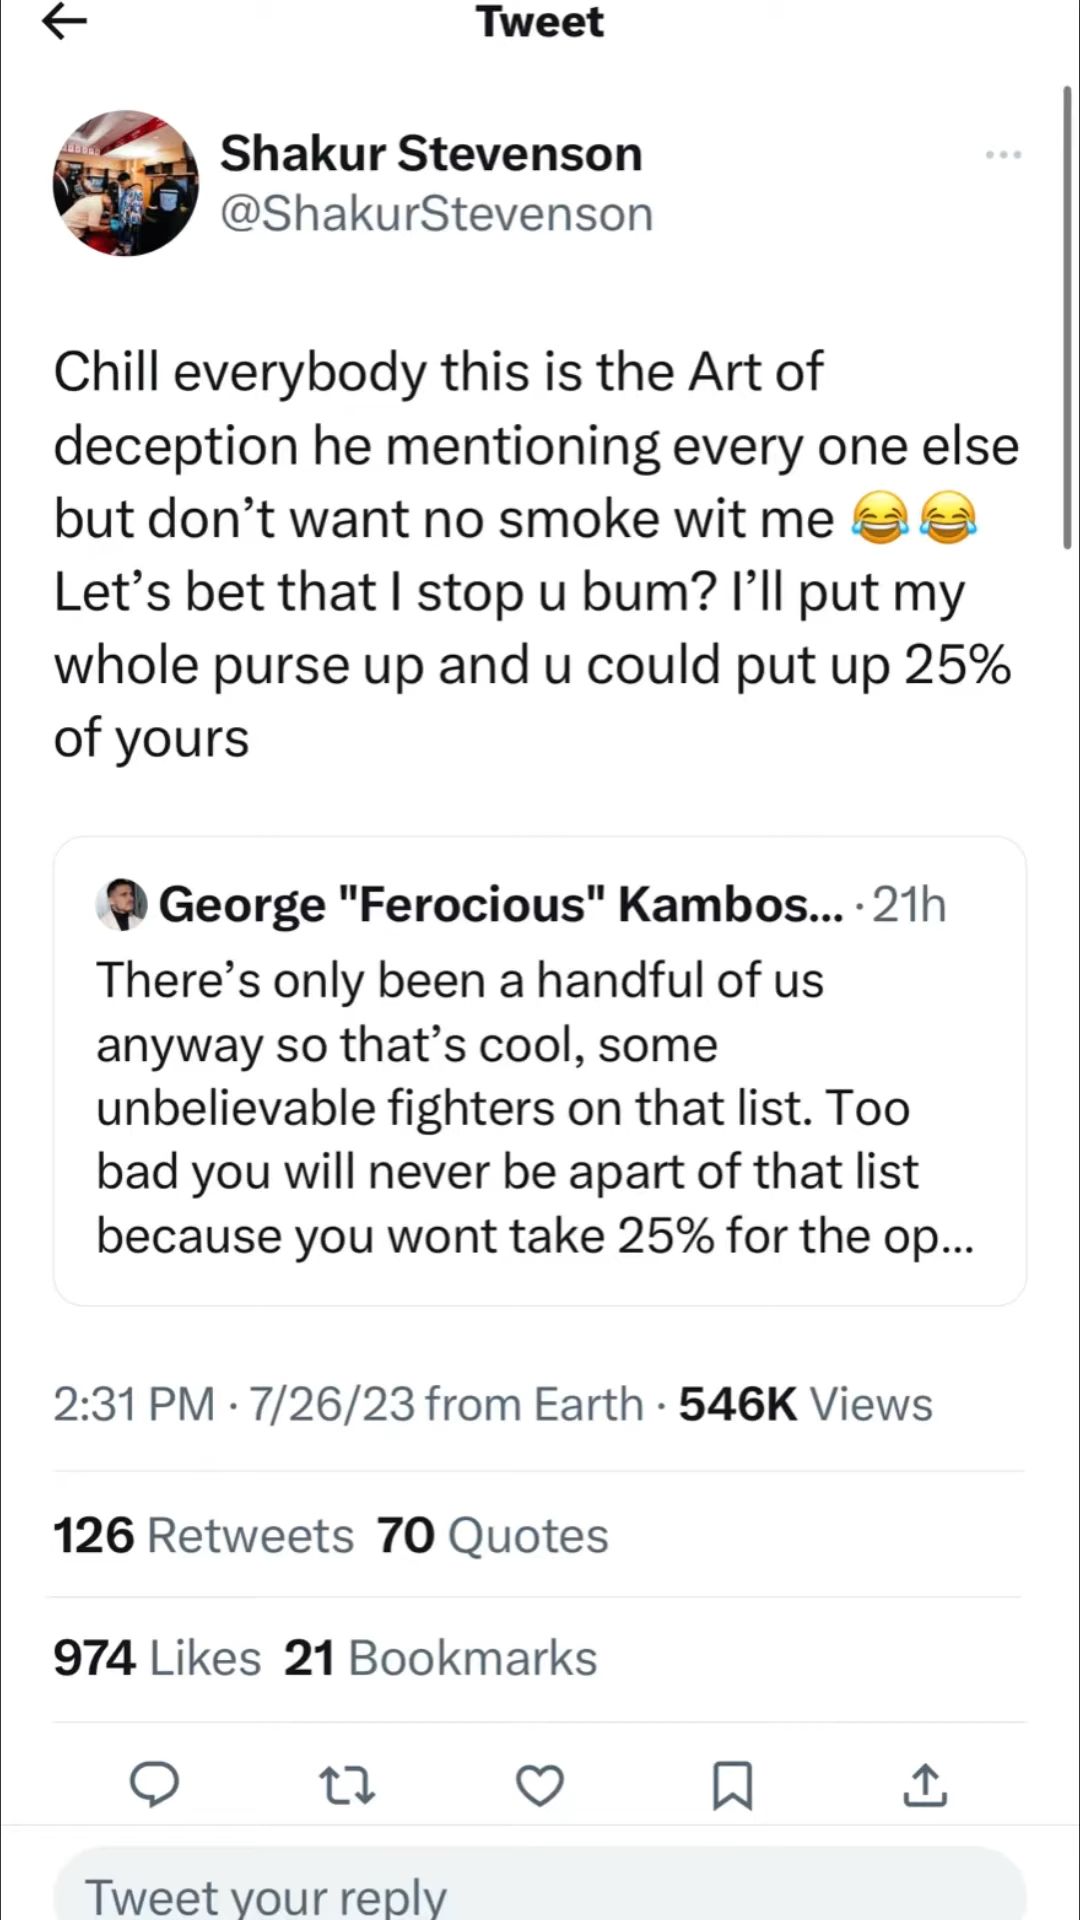 Tweet
Shakur Stevenson
@ShakurStevenson
Chill everybody this is the Art of
deception he mentioning every one else
but don’t want no smoke wit me 😂😂
Let’s bet that I stop u bum? I’ll put my
whole purse up and u could put up 25%
of yours
George "Ferocious" Kambos... · 21h
There’s only been a handful of us
anyway so that’s cool, some
unbelievable fighters on that list. Too
bad you will never be apart of that list
because you wont take 25% for the op...
2:31 PM · 7/26/23 from Earth · 546K Views
126 Retweets 70 Quotes
974 Likes 21 Bookmarks
Tweet your reply